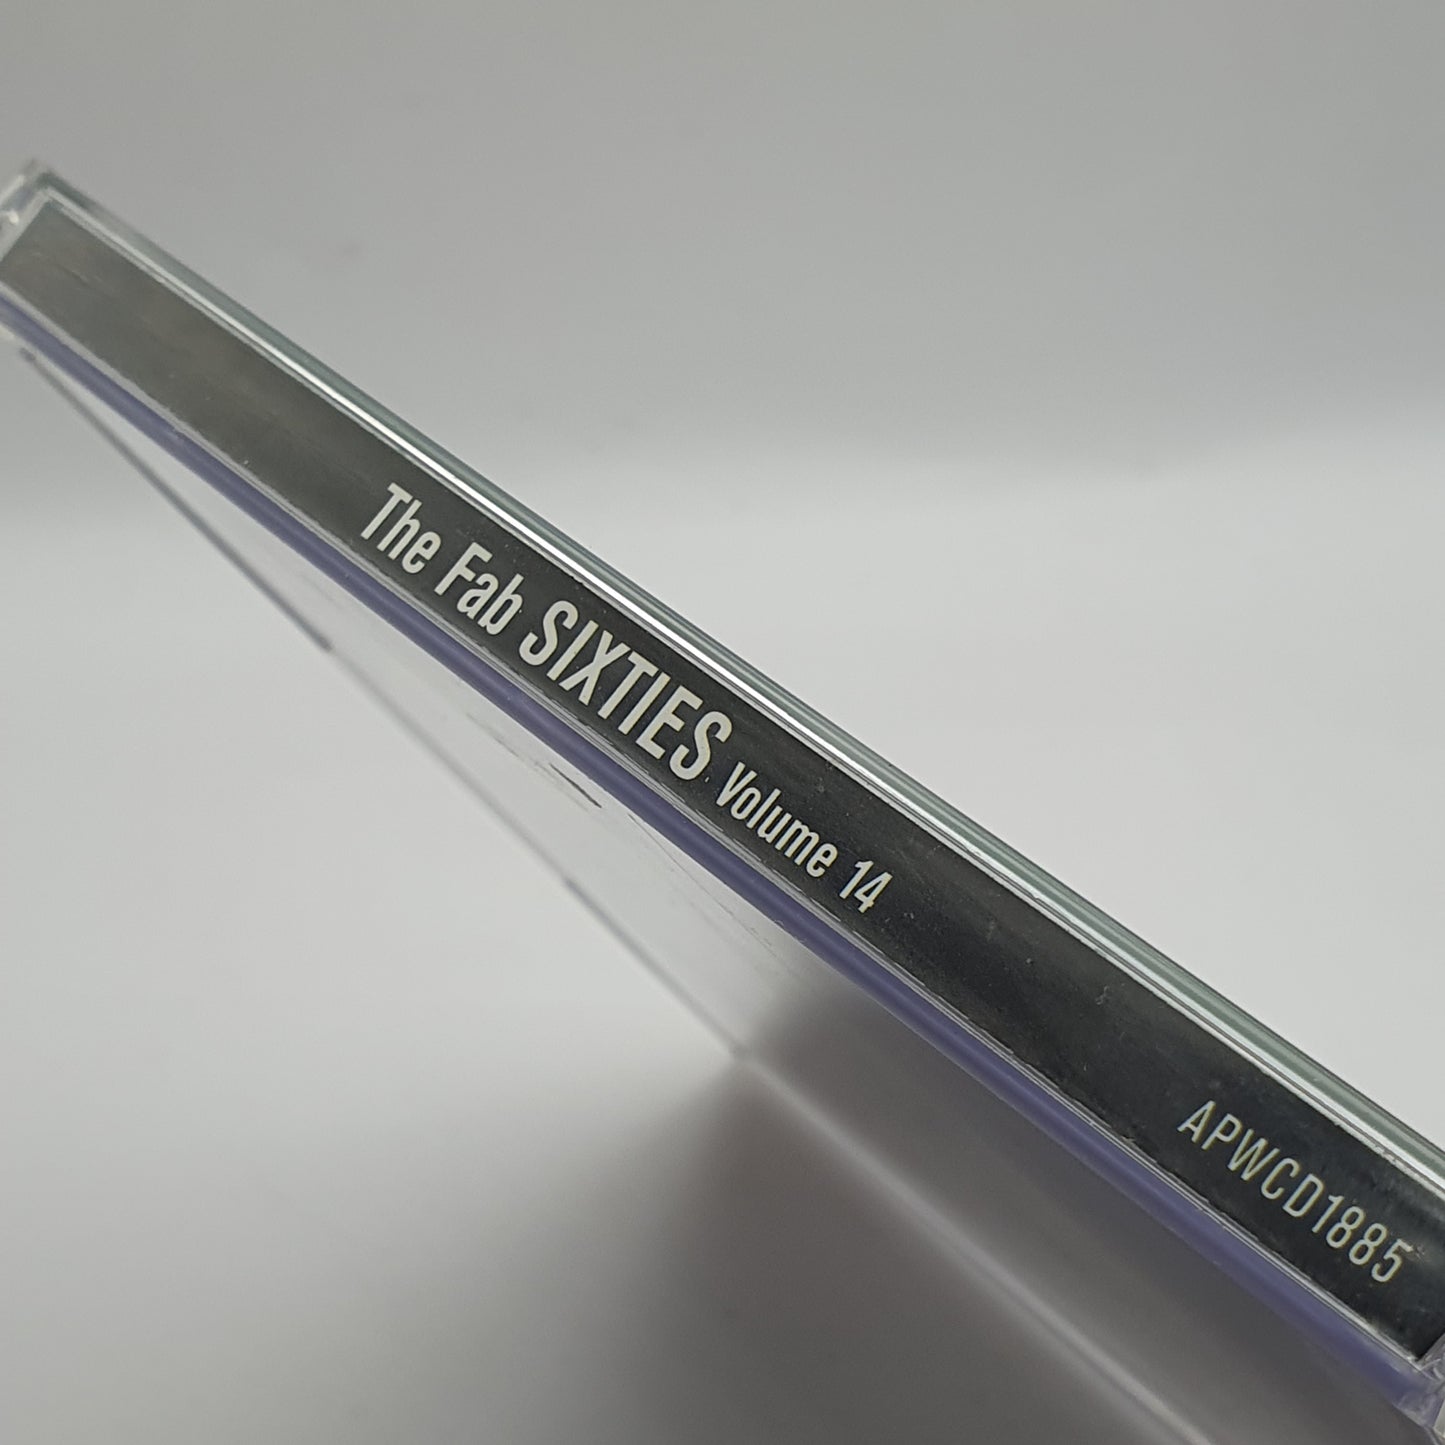 The Fab SIXTIES Volume 14
APWCD1885